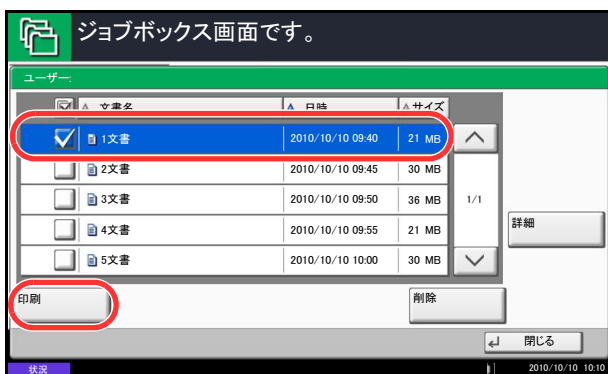 ジョブボックス画面です。
ユーザー:
文書名 日時 サイズ
1文書 2010/10/10 09:40 21 MB
2文書 2010/10/10 09:45 30 MB
3文書 2010/10/10 09:50 36 MB 1/1
4文書 2010/10/10 09:55 21 MB 詳細
5文書 2010/10/10 10:00 30 MB
印刷 削除
閉じる
状況 2010/10/10 10:10